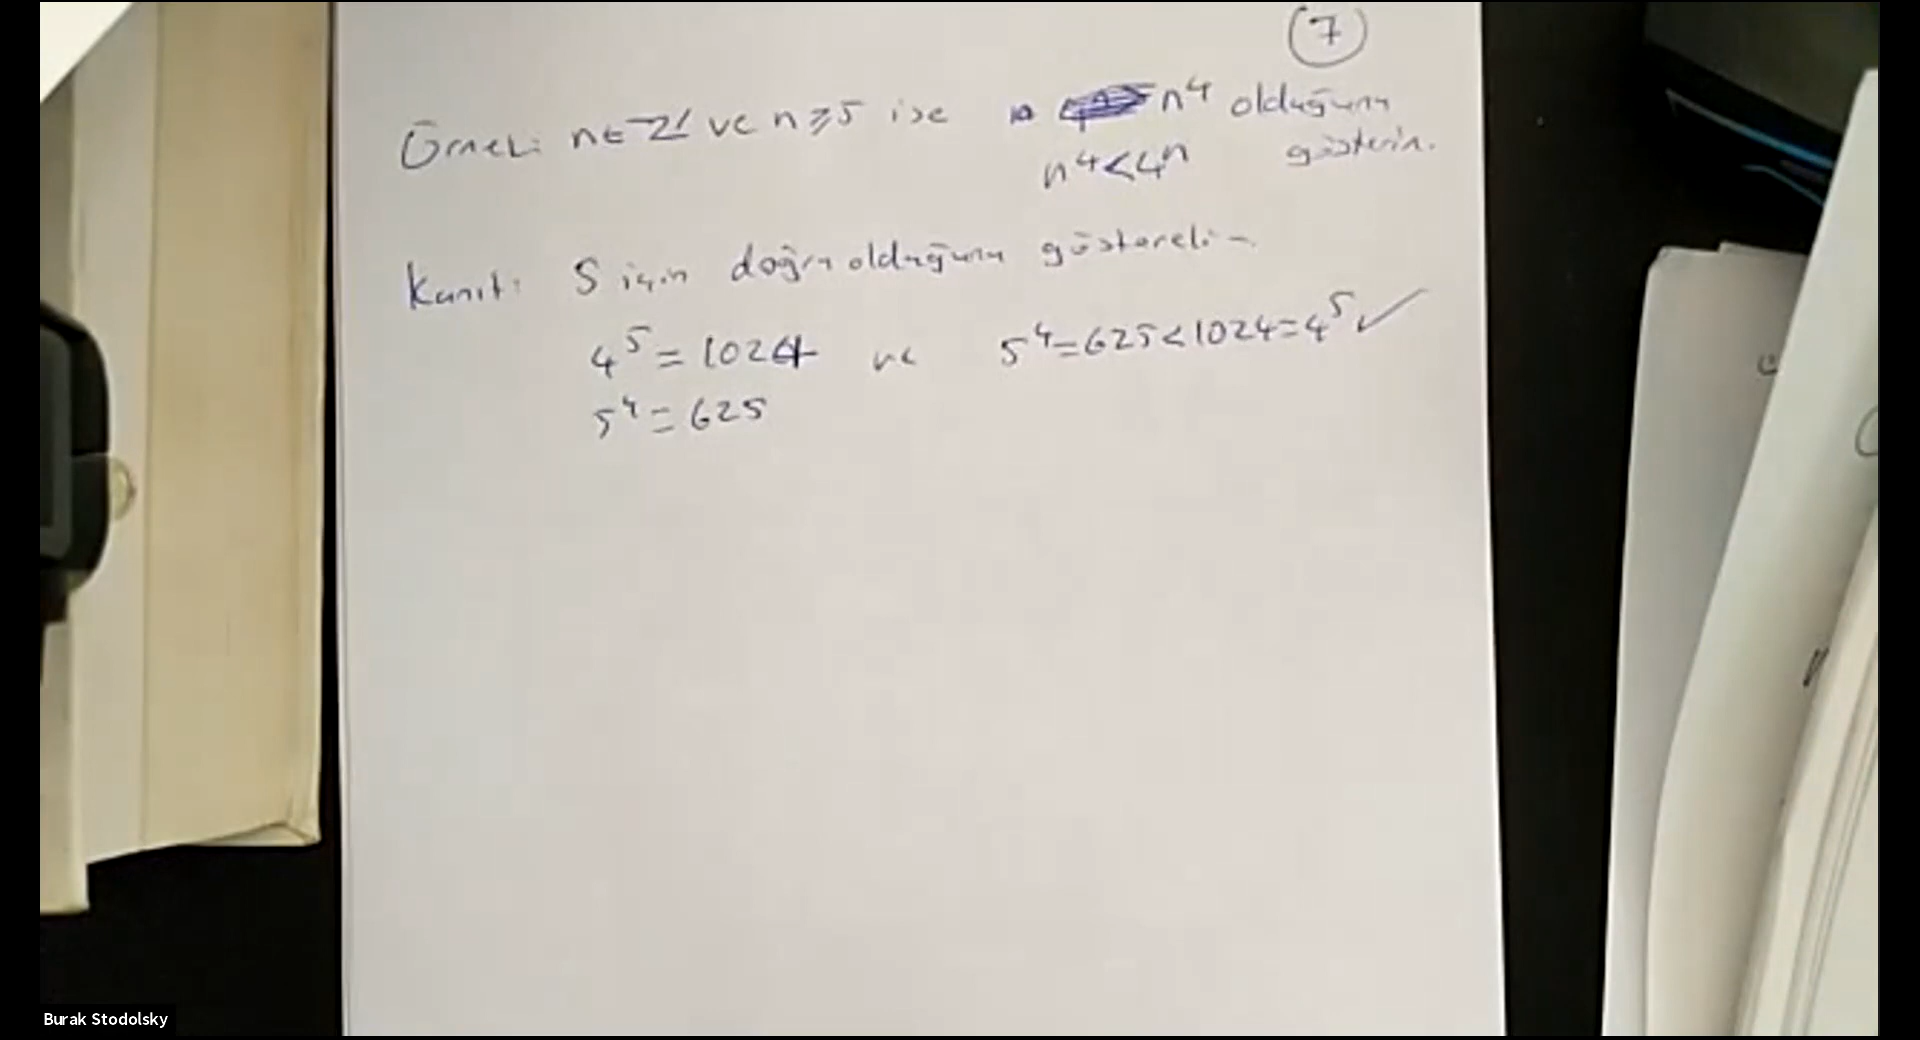 7
Örnek: n∈ℤ ve n≥5 ise n⁴ olduğunu
n⁴<4ⁿ gösterin.
Kanıt: 5 için doğru olduğunu gösterelim.
4⁵=1024 ve 5⁴=625<1024=4⁵✓
5⁴=625
Burak Stodolsky